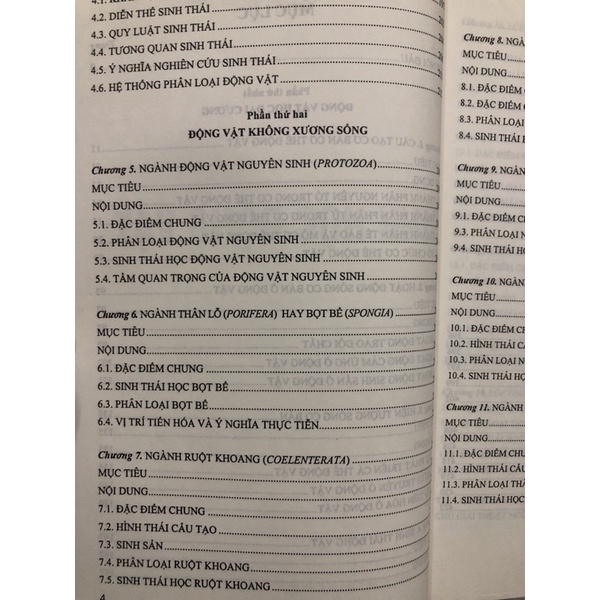 4.2. DIỄN THẾ SINH THÁI
4.3. QUY LUẬT SINH THÁI
4.4. TƯƠNG QUAN SINH THÁI
4.5. Ý NGHĨA NGHIÊN CỨU SINH THÁI
4.6. HỆ THỐNG PHÂN LOẠI ĐỘNG VẬT
Phần thứ hai
ĐỘNG VẬT KHÔNG XƯƠNG SỐNG
Chương 5. NGÀNH ĐỘNG VẬT NGUYÊN SINH (PROTOZOA)
MỤC TIÊU
NỘI DUNG
5.1. ĐẶC ĐIỂM CHUNG
5.2. PHÂN LOẠI ĐỘNG VẬT NGUYÊN SINH
5.3. SINH THÁI HỌC ĐỘNG VẬT NGUYÊN SINH
5.4. TẦM QUAN TRỌNG CỦA ĐỘNG VẬT NGUYÊN SINH
Chương 6. NGÀNH THÂN LỖ (PORIFERA) HAY BỌT BỂ (SPONGIA)
MỤC TIÊU
NỘI DUNG
6.1. ĐẶC ĐIỂM CHUNG
6.2. SINH THÁI HỌC BỌT BỂ
6.3. PHÂN LOẠI BỌT BỂ
6.4. VỊ TRÍ TIẾN HÓA VÀ Ý NGHĨA THỰC TIỄN
Chương 7. NGÀNH RUỘT KHOANG (COELENTERATA)
MỤC TIÊU
NỘI DUNG
7.1. ĐẶC ĐIỂM CHUNG
7.2. HÌNH THÁI CẤU TẠO
7.3. SINH SẢN
7.4. PHÂN LOẠI RUỘT KHOANG
7.5. SINH THÁI HỌC RUỘT KHOANG
4
Chương 8. NGÀNH
MỤC TIÊU
NỘI DUNG
8.1. ĐẶC ĐIỂM
8.2. ĐẶC ĐIỂM
8.3. PHÂN LOẠI
8.4. SINH THÁI
Chương 9. NGÀNH
MỤC TIÊU
NỘI DUNG
9.1. ĐẶC ĐIỂM
9.2. ĐẶC ĐIỂM
9.3. PHÂN LOẠI
9.4. SINH THÁI
Chương 10. NGÀNH
MỤC TIÊU
NỘI DUNG
10.1. ĐẶC ĐIỂM
10.2. HÌNH THÁI
10.3. PHÂN LOẠI
10.4. SINH THÁI HỌC
Chương 11. NGÀNH
MỤC TIÊU
NỘI DUNG
11.1. ĐẶC ĐIỂM
11.2. HÌNH THÁI CẤU
11.3. PHÂN LOẠI
11.4. SINH THÁI HỌC